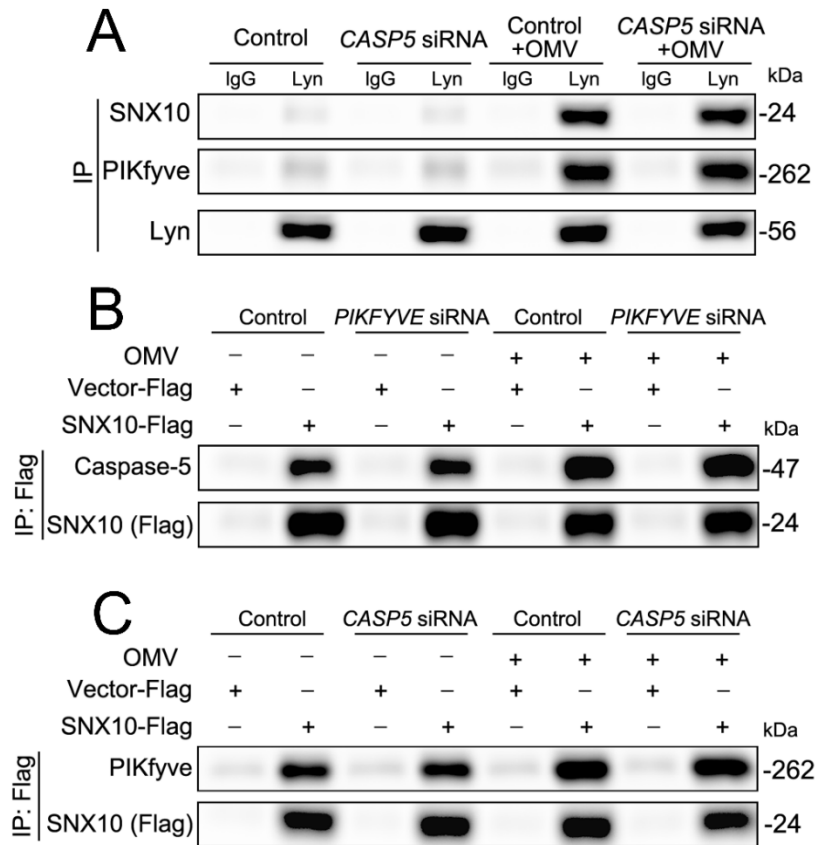 A
Control CASP5 siRNA Control +OMV CASP5 siRNA +OMV
IgG Lyn IgG Lyn IgG Lyn IgG Lyn kDa
IP
SNX10 -24
PIKfyve -262
Lyn -56
B
Control PIKFYVE siRNA Control PIKFYVE siRNA
OMV − − − − + + + +
Vector-Flag + − + − + − + −
SNX10-Flag − + − + − + − + kDa
IP: Flag
Caspase-5 -47
SNX10 (Flag) -24
C
Control CASP5 siRNA Control CASP5 siRNA
OMV − − − − + + + +
Vector-Flag + − + − + − + −
SNX10-Flag − + − + − + − + kDa
IP: Flag
PIKfyve -262
SNX10 (Flag) -24